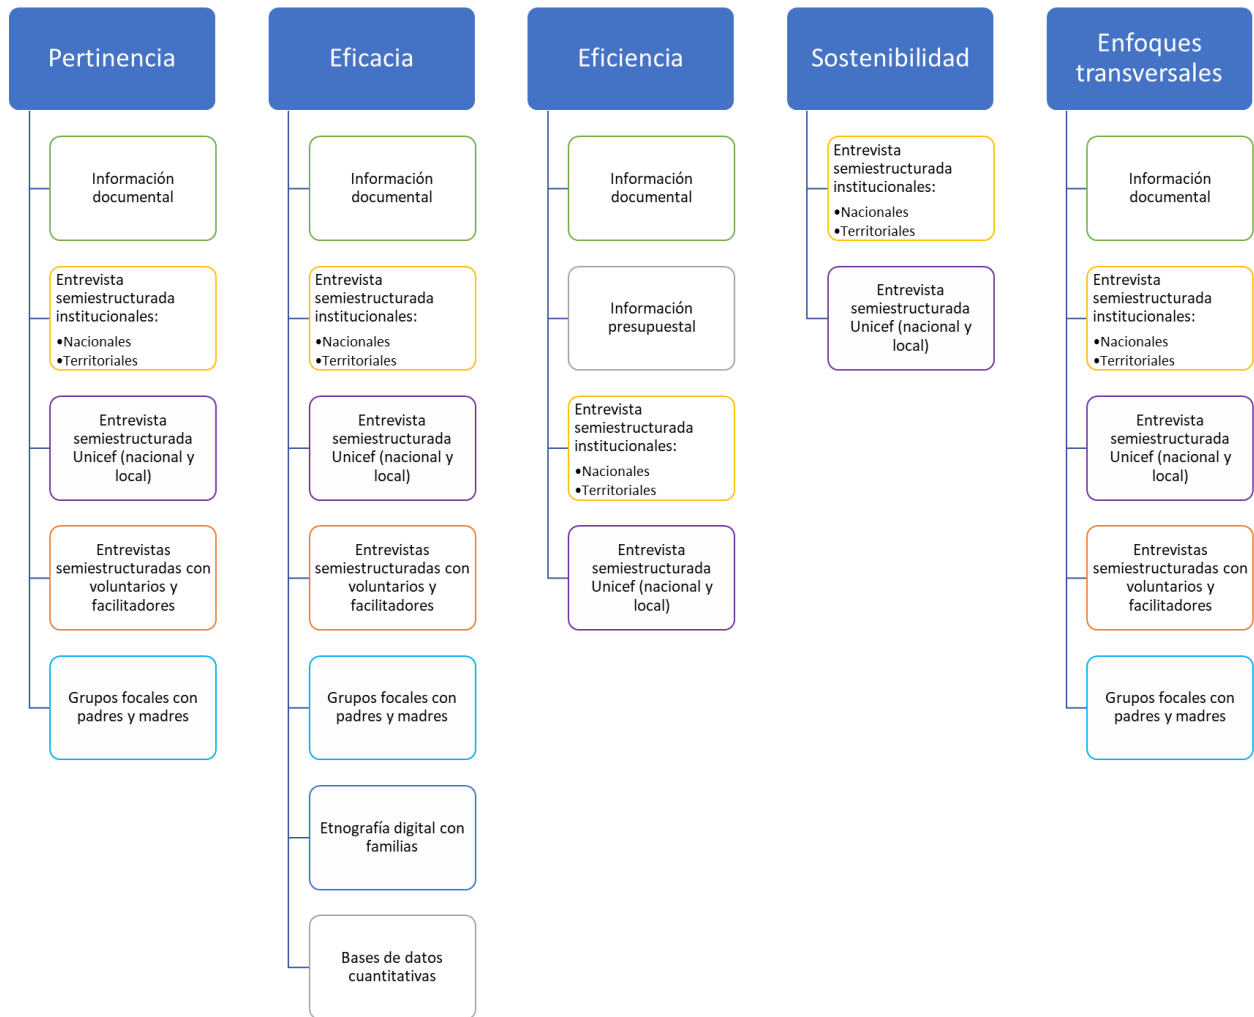 Pertinencia
Información
documental
Entrevista
semiestructurada
institucionales:
•Nacionales
•Territoriales
Entrevista
semiestructurada
Unicef (nacional y
local)
Entrevistas
semiestructuradas con
voluntarios y
facilitadores
Grupos focales con
padres y madres
Eficacia
Información
documental
Entrevista
semiestructurada
institucionales:
•Nacionales
•Territoriales
Entrevista
semiestructurada
Unicef (nacional y
local)
Entrevistas
semiestructuradas con
voluntarios y
facilitadores
Grupos focales con
padres y madres
Etnografía digital con
familias
Bases de datos
cuantitativas
Eficiencia
Información
documental
Información
presupuestal
Entrevista
semiestructurada
institucionales:
•Nacionales
•Territoriales
Entrevista
semiestructurada
Unicef (nacional y
local)
Sostenibilidad
Entrevista
semiestructurada
institucionales:
•Nacionales
•Territoriales
Entrevista
semiestructurada
Unicef (nacional y
local)
Enfoques
transversales
Información
documental
Entrevista
semiestructurada
institucionales:
•Nacionales
•Territoriales
Entrevista
semiestructurada
Unicef (nacional y
local)
Entrevistas
semiestructuradas con
voluntarios y
facilitadores
Grupos focales con
padres y madres